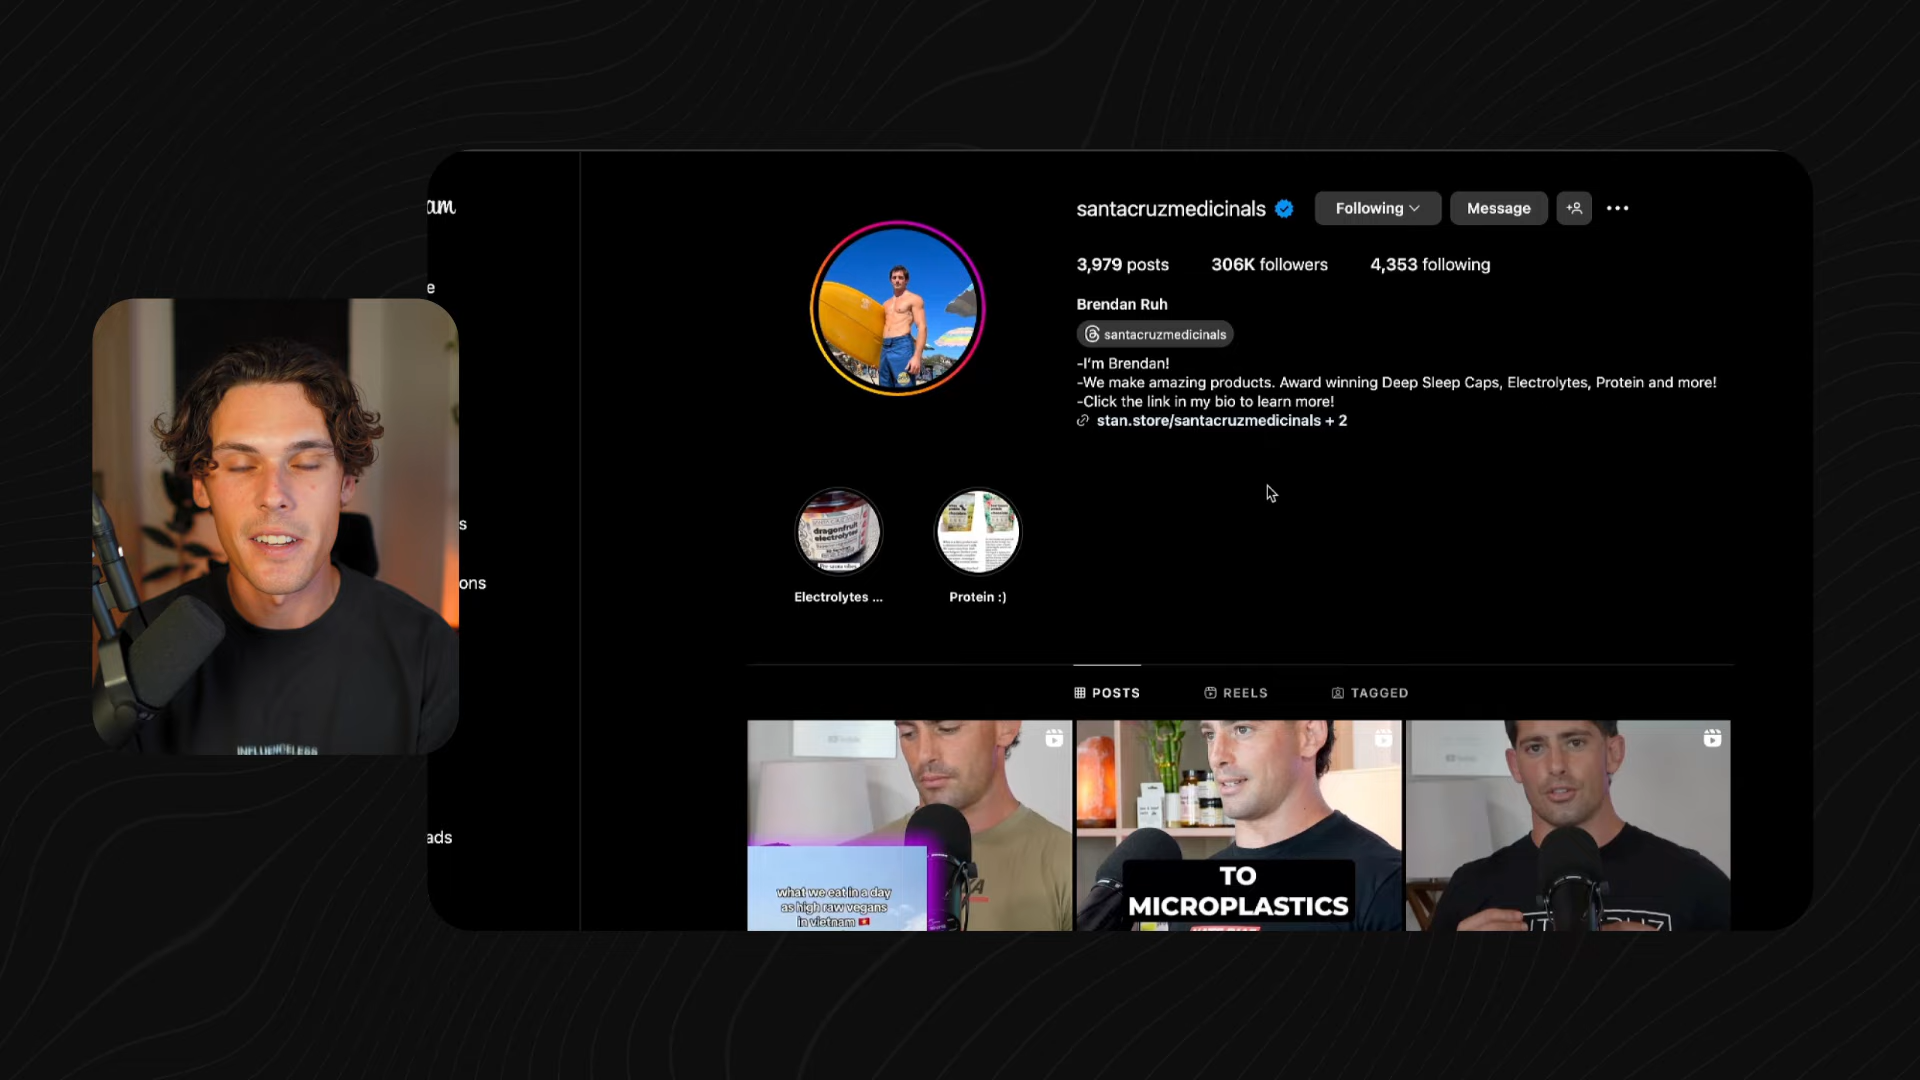 am
e
s
ons
ads
santacruzmedicinals
Following
Message
3,979 posts
306K followers
4,353 following
Brendan Ruh
santacruzmedicinals
-I'm Brendan!
-We make amazing products. Award winning Deep Sleep Caps, Electrolytes, Protein and more!
-Click the link in my bio to learn more!
stan.store/santacruzmedicinals + 2
dragonfruit
electrolytes
Electrolytes ...
Protein :)
POSTS
REELS
TAGGED
what we eat in a day
as high raw vegans
in vietnam
TO
MICROPLASTICS
INFLUENCELESS